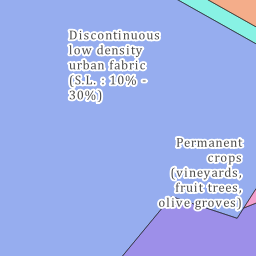 Discontinuous
low density
urban fabric
(S.L. : 10% -
30%)
Permanent
crops
(vineyards,
fruit trees,
olive groves)